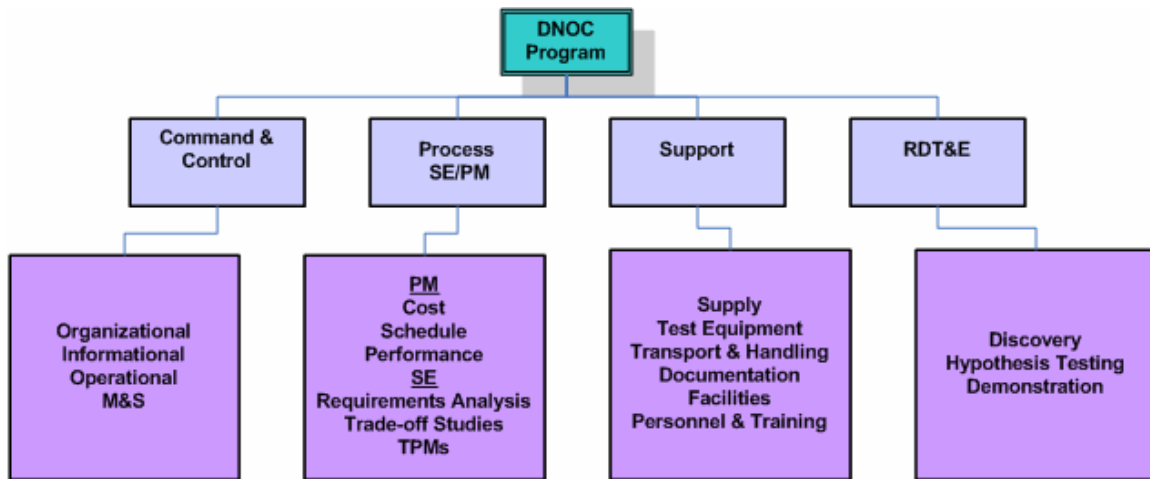 DNOC
Program
Command &
Control
Process
SE/PM
Support
RDT&E
Organizational
Informational
Operational
M&S
PM
Cost
Schedule
Performance
SE
Requirements Analysis
Trade-off Studies
TPMs
Supply
Test Equipment
Transport & Handling
Documentation
Facilities
Personnel & Training
Discovery
Hypothesis Testing
Demonstration